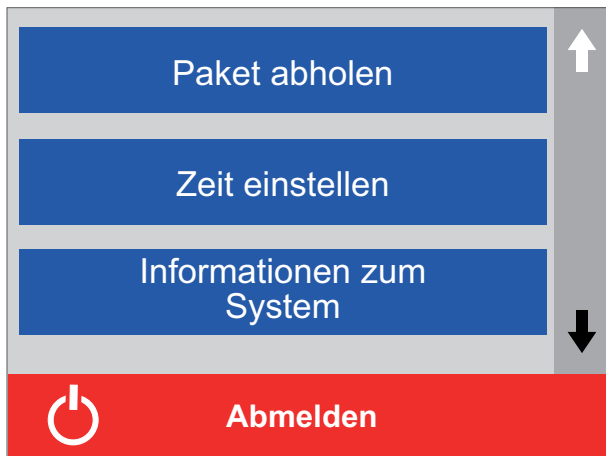 Paket abholen
Zeit einstellen
Informationen zum
System
Abmelden